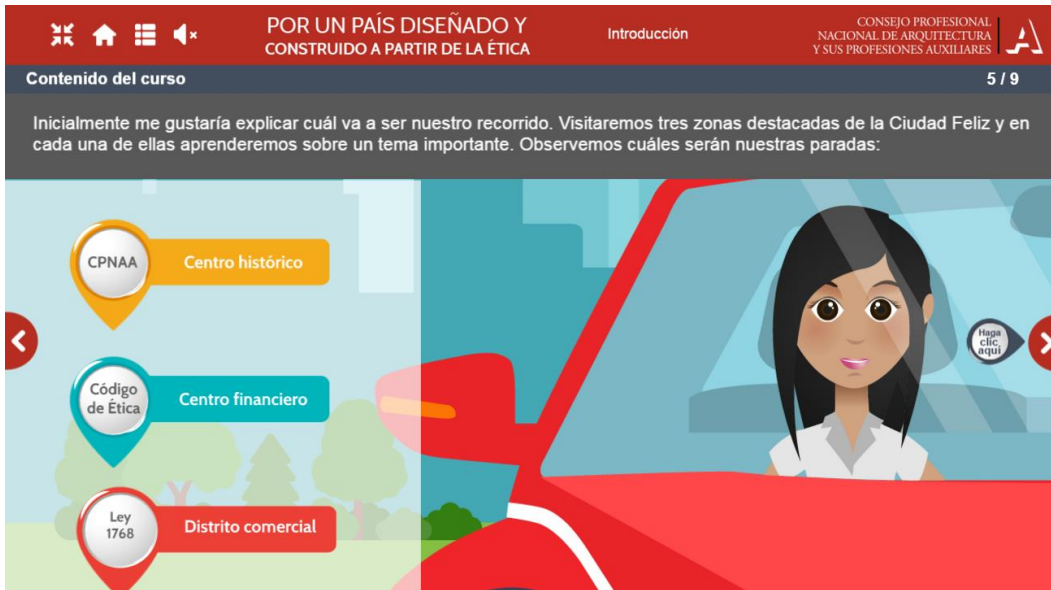 POR UN PAÍS DISEÑADO Y
CONSTRUIDO A PARTIR DE LA ÉTICA
Introducción
CONSEJO PROFESIONAL
NACIONAL DE ARQUITECTURA
Y SUS PROFESIONES AUXILIARES
Contenido del curso
5 / 9
Inicialmente me gustaría explicar cuál va a ser nuestro recorrido. Visitaremos tres zonas destacadas de la Ciudad Feliz y en
cada una de ellas aprenderemos sobre un tema importante. Observemos cuáles serán nuestras paradas:
CPNAA
Centro histórico
Código
de Ética
Centro financiero
Ley
1768
Distrito comercial
Haga
clic
aquí